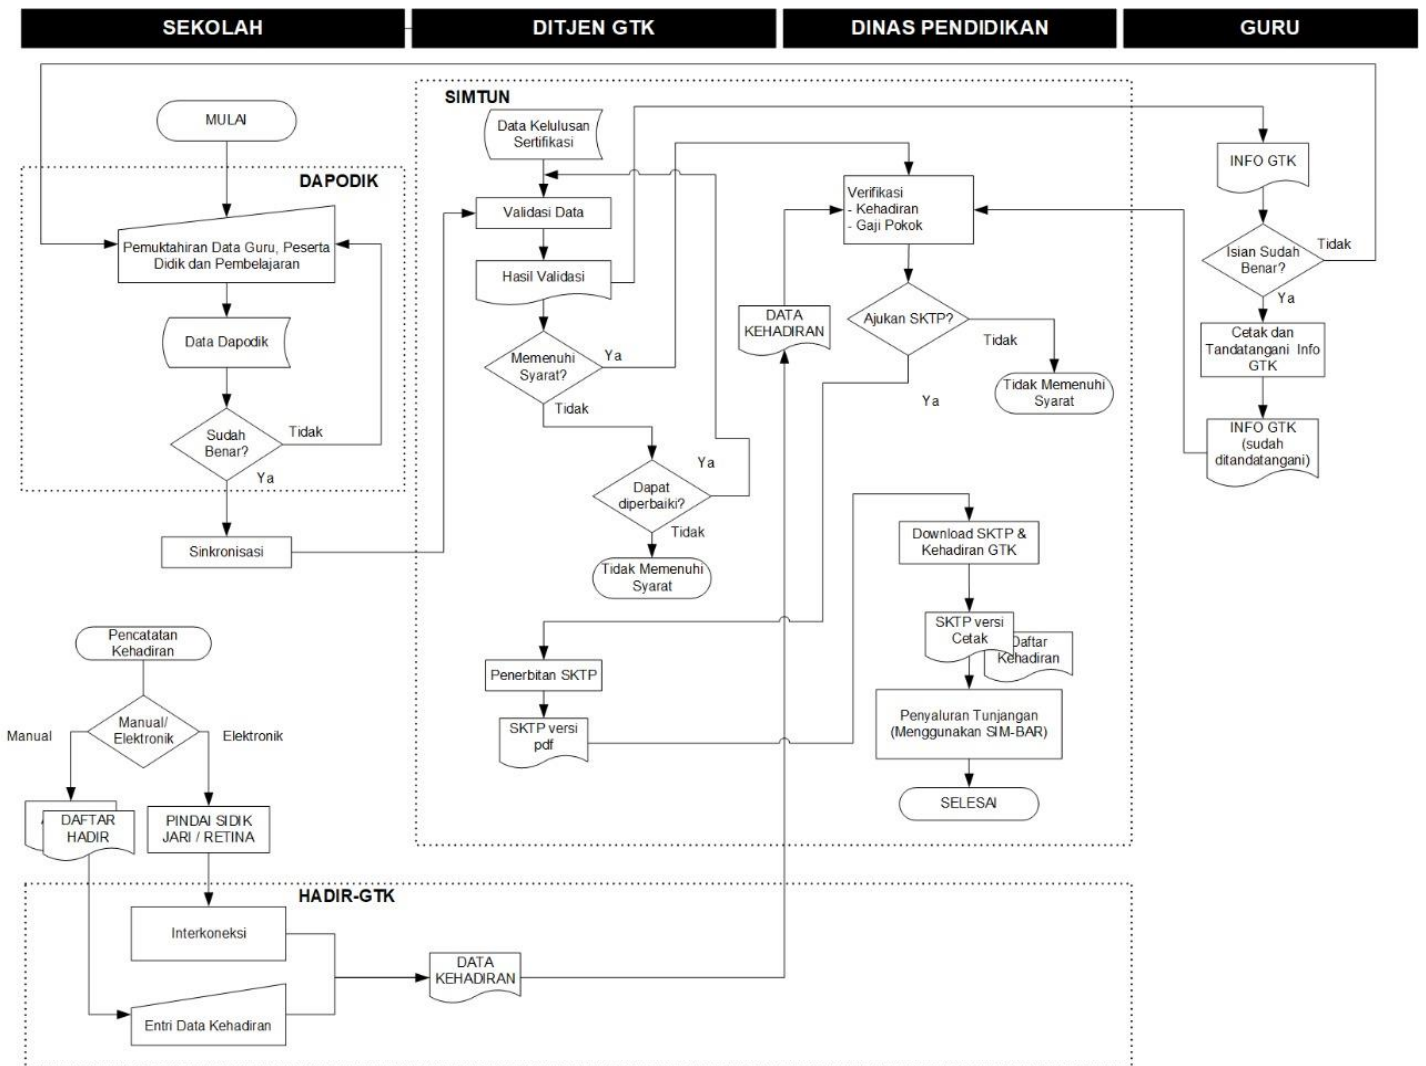 SEKOLAH
DITJEN GTK
DINAS PENDIDIKAN
GURU
MULAI
DAPODIK
Pemuktahiran Data Guru, Peserta
Didik dan Pembelajaran
Data Dapodik
Sudah
Benar?
Tidak
Ya
Sinkronisasi
Pencatatan
Kehadiran
Manual/
Elektronik
Manual
Elektronik
DAFTAR
HADIR
PINDAI SIDIK
JARI / RETINA
HADIR-GTK
Interkoneksi
Entri Data Kehadiran
DATA
KEHADIRAN
SIMTUN
Data Kelulusan
Sertifikasi
Validasi Data
Hasil Validasi
Memenuhi
Syarat?
Ya
Tidak
Dapat
diperbaiki?
Ya
Tidak
Tidak Memenuhi
Syarat
Penerbitan SKTP
SKTP versi
pdf
Verifikasi
- Kehadiran
- Gaji Pokok
DATA
KEHADIRAN
Ajukan SKTP?
Tidak
Ya
Tidak Memenuhi
Syarat
Download SKTP &
Kehadiran GTK
SKTP versi
Cetak
Daftar
Kehadiran
Penyaluran Tunjangan
(Menggunakan SIM-BAR)
SELESAI
INFO GTK
Isian Sudah
Benar?
Tidak
Ya
Cetak dan
Tandatangani Info
GTK
INFO GTK
(sudah
ditandatangani)